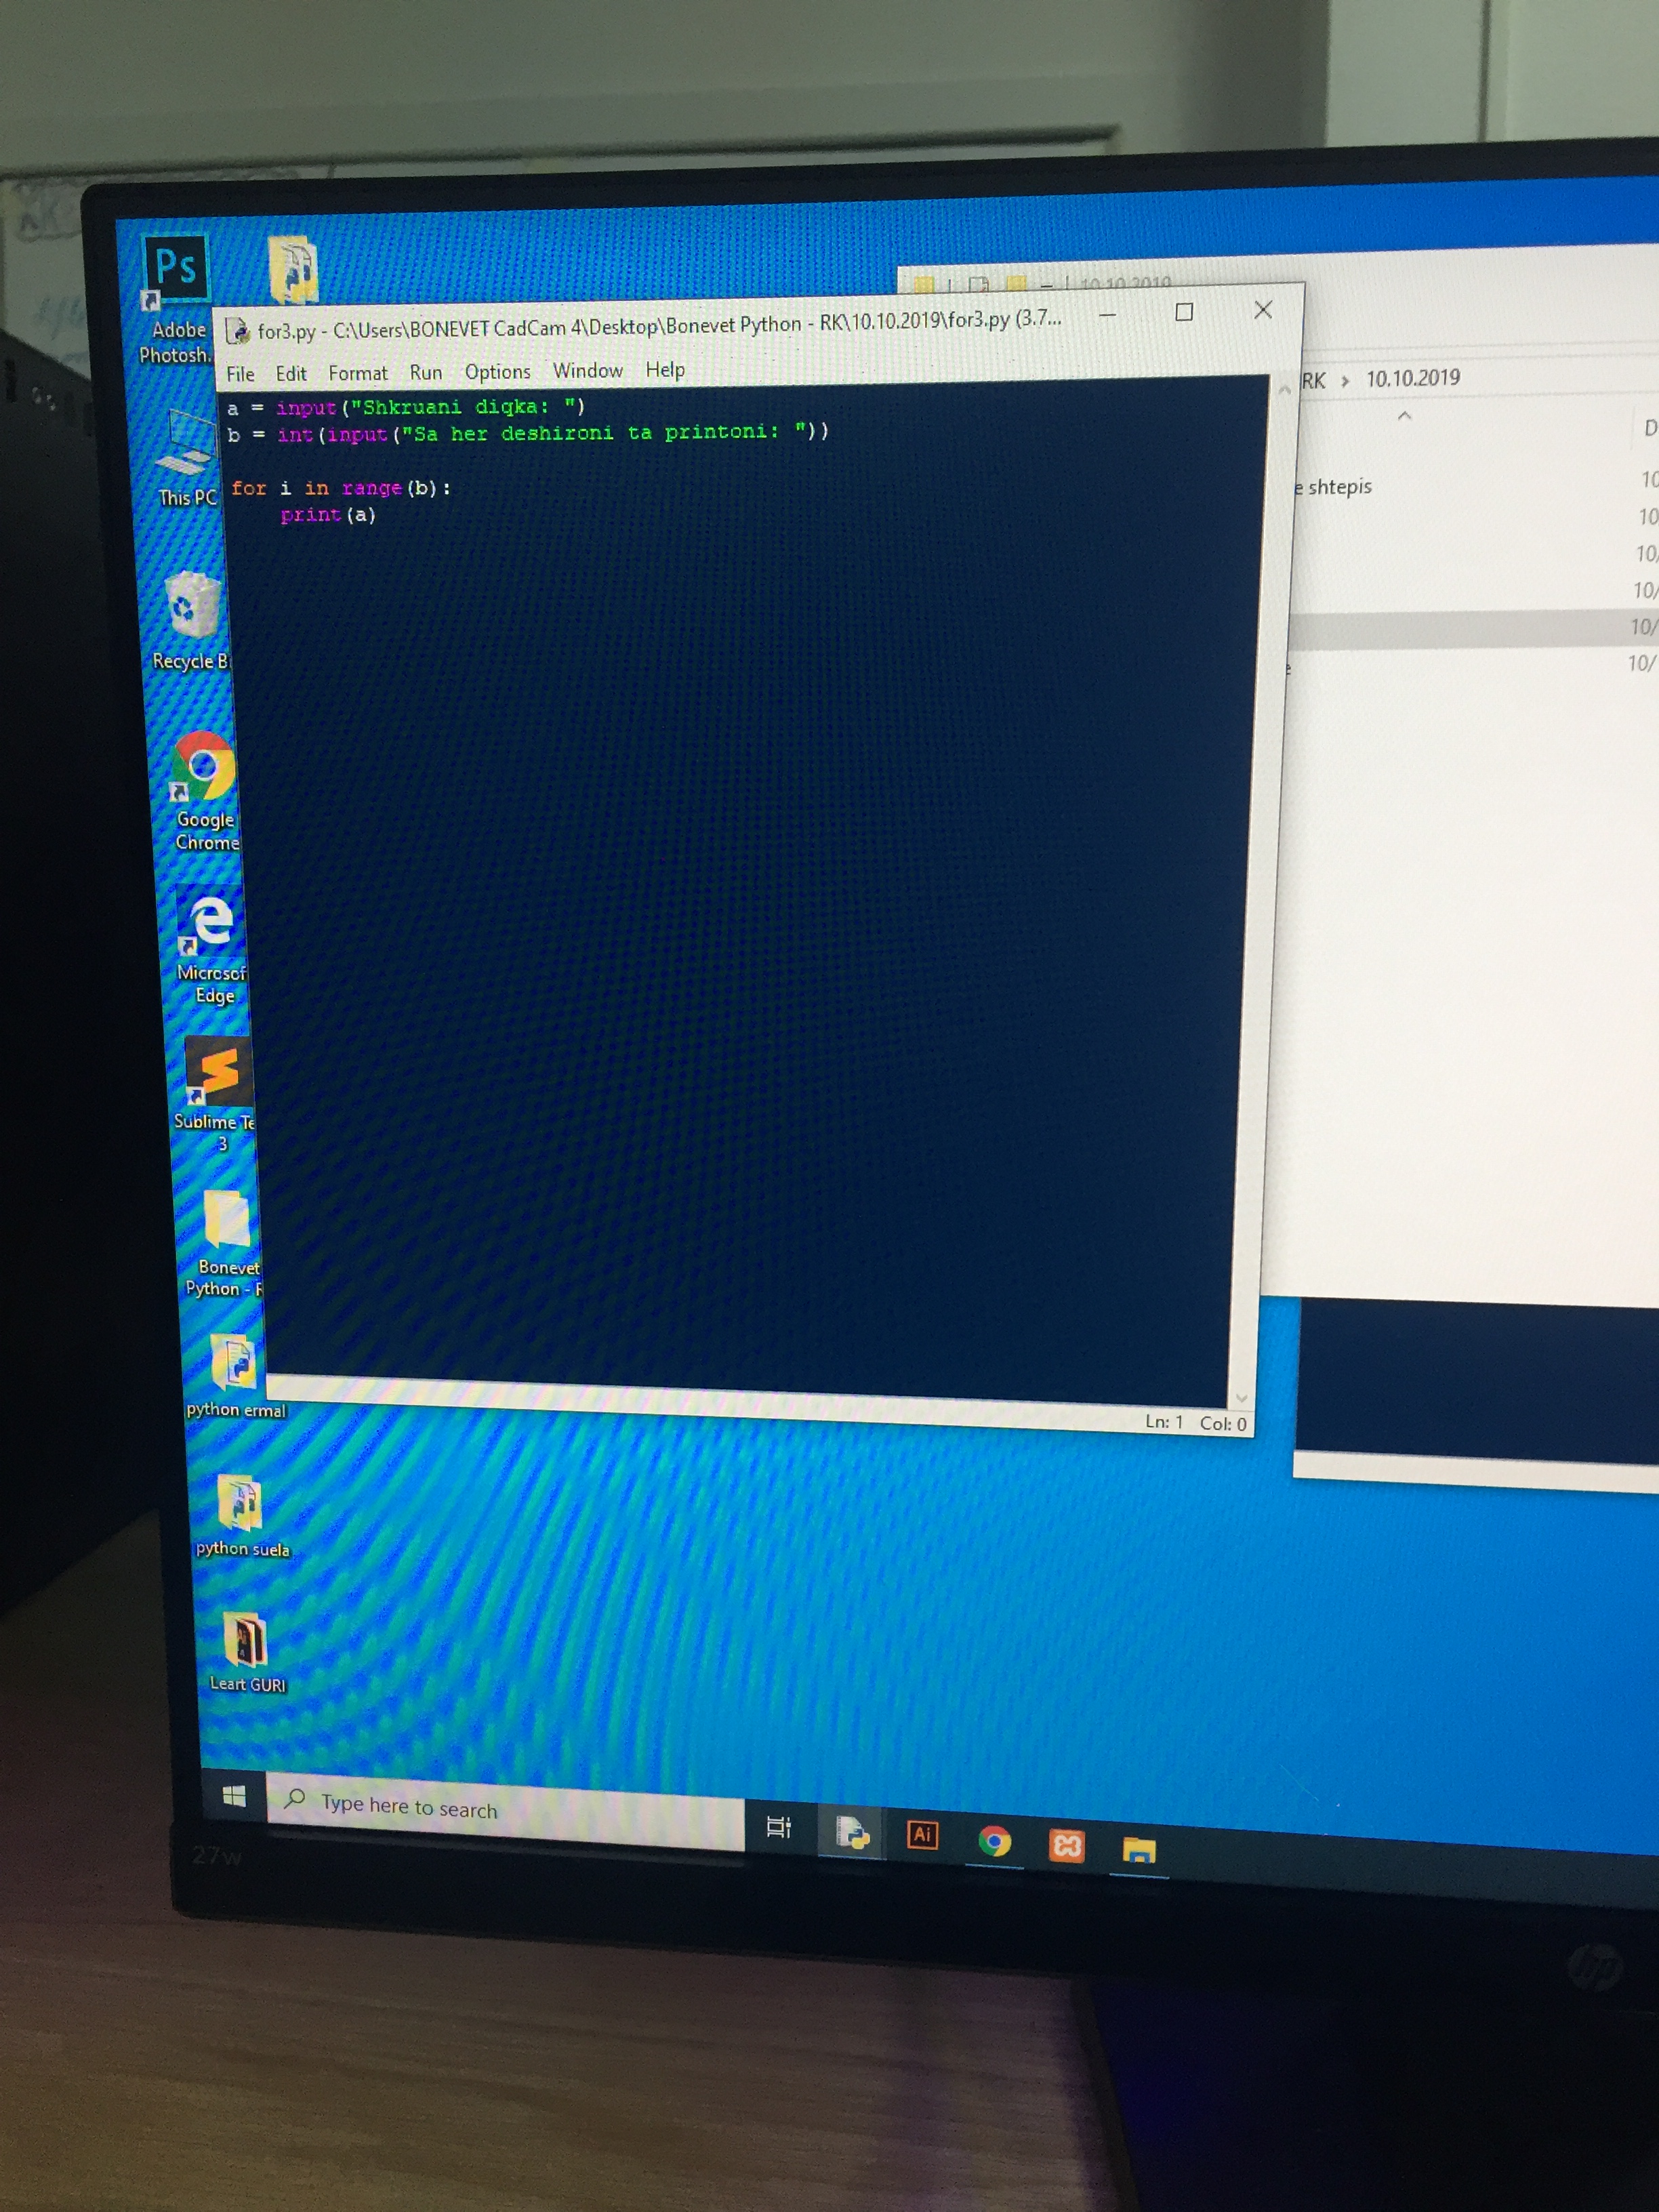 Ps
Adobe
Photosh.
10.10.2019
for3.py - C:\Users\BONEVET CadCam 4\Desktop\Bonevet Python - RK\10.10.2019\for3.py (3.7...
File Edit Format Run Options Window Help
a = input("Shkruani diqka: ")
b = int(input("Sa her deshironi ta printoni: "))
for i in range(b):
    print(a)
RK > 10.10.2019
D
e shtepis
10
10
10/
10/
10/
10/
This PC
Recycle B
Google
Chrome
Microsof
Edge
Sublime Te
3
Bonevet
Python - R
python ermal
python suela
Leart GURI
Ln: 1 Col: 0
Type here to search
Ai
27w
hp